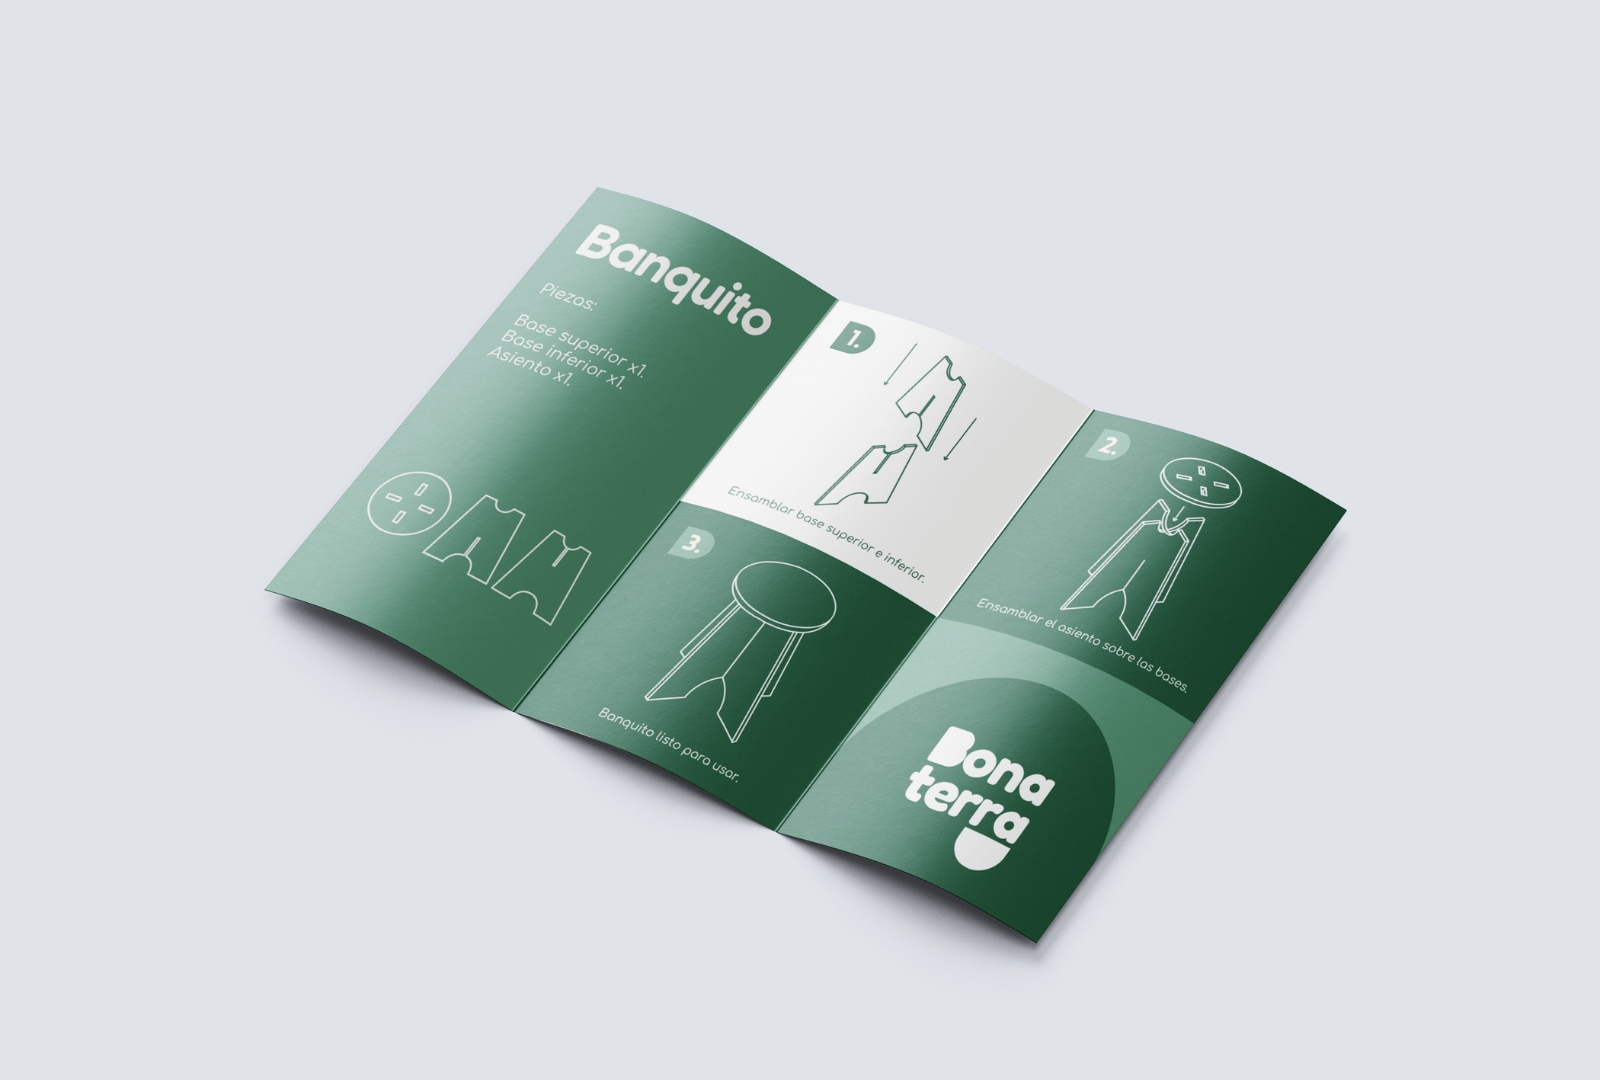 Banquito
Piezas:
Base superior x1.
Base inferior x1.
Asiento x1.
1.
Ensamblar base superior e inferior.
2.
Ensamblar el asiento sobre las bases.
3.
Banquito listo para usar.
Bona
terra